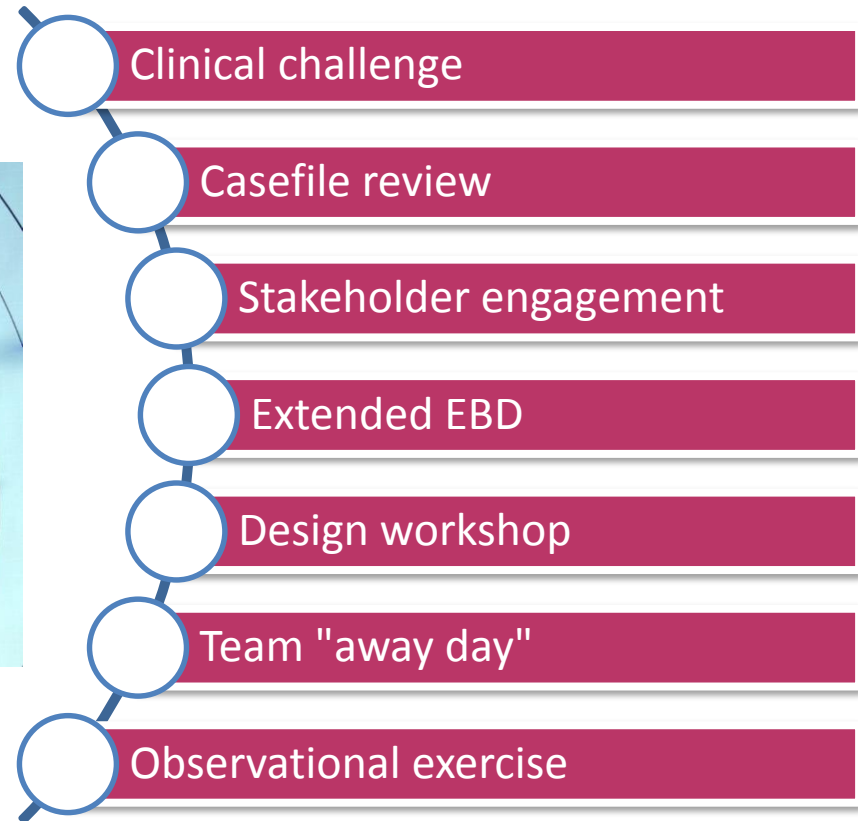 Clinical challenge
Casefile review
Stakeholder engagement
Extended EBD
Design workshop
Team "away day"
Observational exercise